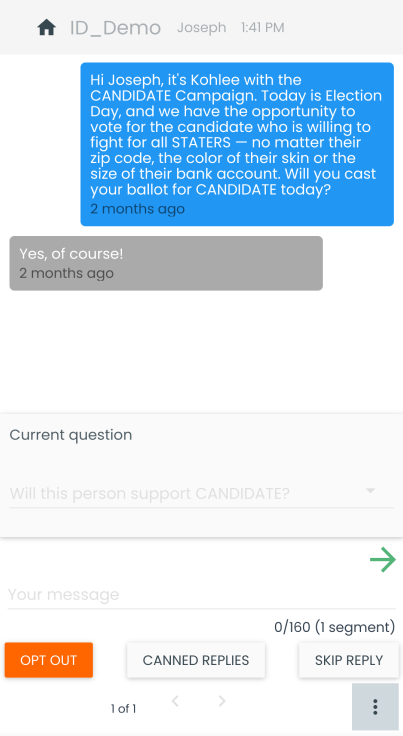 ID_Demo Joseph 1:41 PM
Hi Joseph, it's Kohlee with the
CANDIDATE Campaign. Today is Election
Day, and we have the opportunity to
vote for the candidate who is willing to
fight for all STATERS — no matter their
zip code, the color of their skin or the
size of their bank account. Will you cast
your ballot for CANDIDATE today?
2 months ago
Yes, of course!
2 months ago
Current question
Will this person support CANDIDATE?
Your message
0/160 (1 segment)
OPT OUT CANNED REPLIES SKIP REPLY
1 of 1